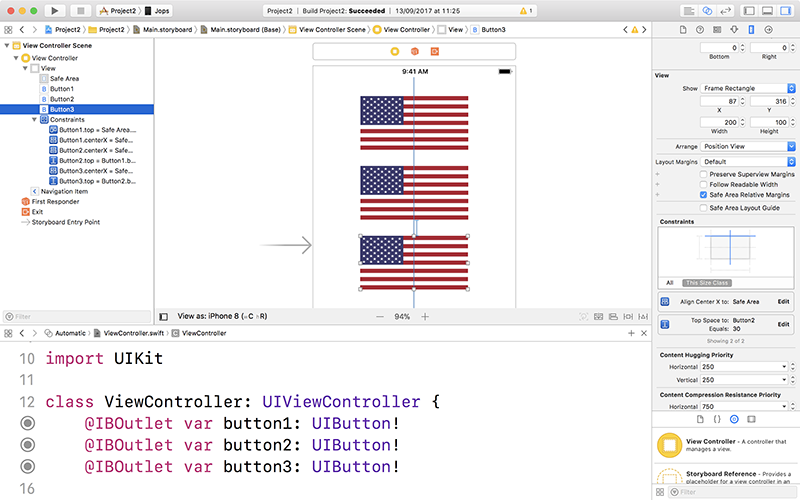 Project2 Jops
Project2 | Build Project2: Succeeded | 13/09/2017 at 11:25 1
Project2 Project2 Main.storyboard Main.storyboard (Base) View Controller Scene View Controller View Button3
View Controller Scene
View Controller
View
Safe Area
Button1
Button2
Button3
Constraints
Button1.top = Safe Area....
Button1.centerX = Safe...
Button2.centerX = Safe...
Button2.top = Button1.b...
Button3.centerX = Safe...
Button3.top = Button2.b...
Navigation Item
First Responder
Exit
Storyboard Entry Point
Filter
9:41 AM
View as: iPhone 8 (wC hR)
94%
0 0
Bottom Right
View
Show Frame Rectangle
87 316
X Y
200 100
Width Height
Arrange Position View
Layout Margins Default
Preserve Superview Margins
Follow Readable Width
Safe Area Relative Margins
Safe Area Layout Guide
Constraints
All This Size Class
Align Center X to: Safe Area Edit
Top Space to: Button2 Edit
Equals: 30
Showing 2 of 2
Content Hugging Priority
Horizontal 250
Vertical 250
Content Compression Resistance Priority
Horizontal 750
View Controller - A controller that manages a view.
Storyboard Reference - Provides a placeholder for a view controller in an
Filter
Automatic ViewController.swift ViewController
10 import UIKit
11
12 class ViewController: UIViewController {
@IBOutlet var button1: UIButton!
@IBOutlet var button2: UIButton!
@IBOutlet var button3: UIButton!
16